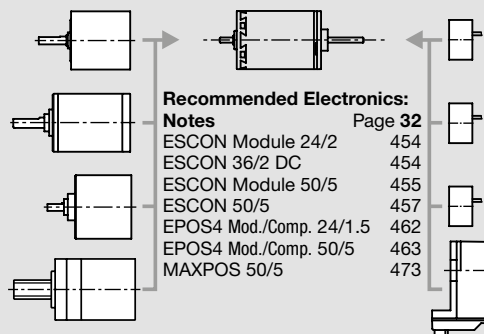 Recommended Electronics:
Notes Page 32
ESCON Module 24/2 454
ESCON 36/2 DC 454
ESCON Module 50/5 455
ESCON 50/5 457
EPOS4 Mod./Comp. 24/1.5 462
EPOS4 Mod./Comp. 50/5 463
MAXPOS 50/5 473